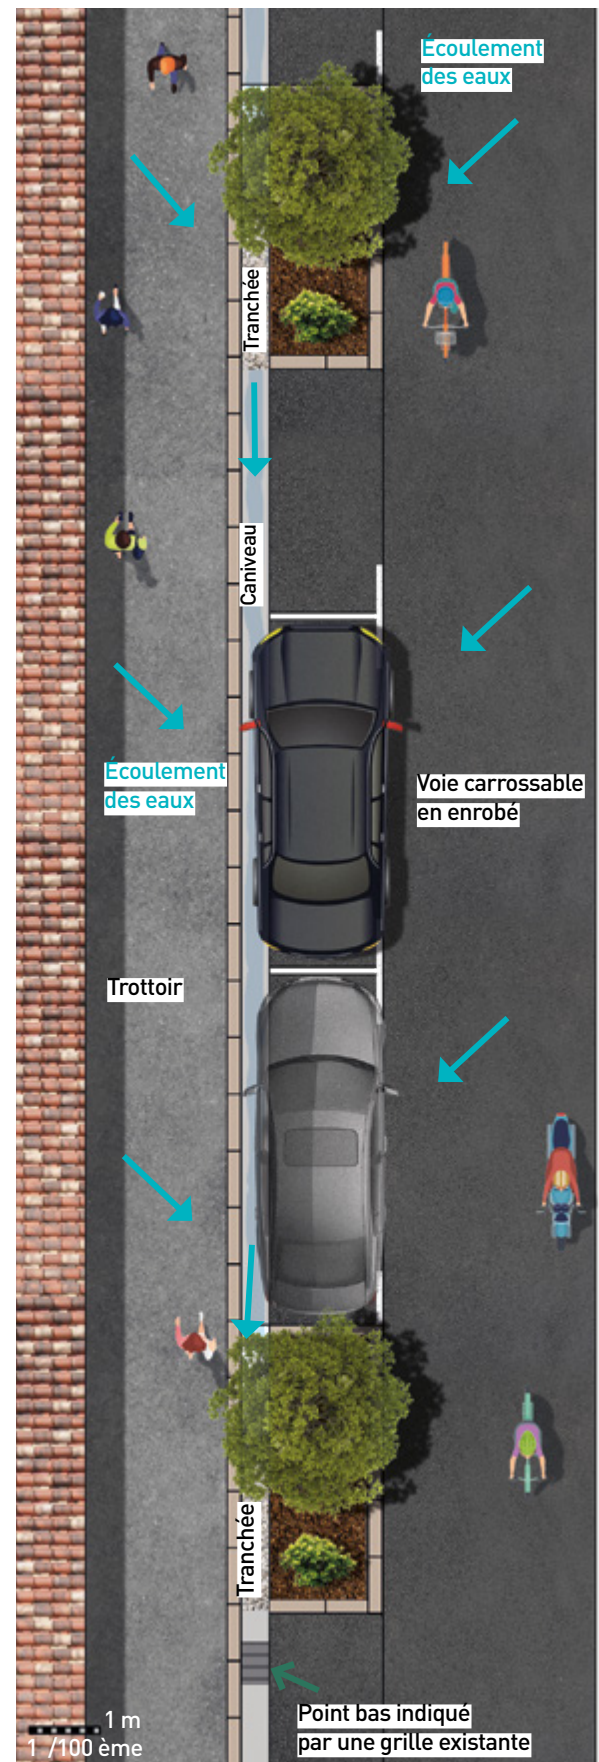 Écoulement
des eaux
Tranchée
Caniveau
Écoulement
des eaux
Voie carrossable
en enrobé
Trottoir
Tranchée
Point bas indiqué
par une grille existante
1 m
1 /100 ème